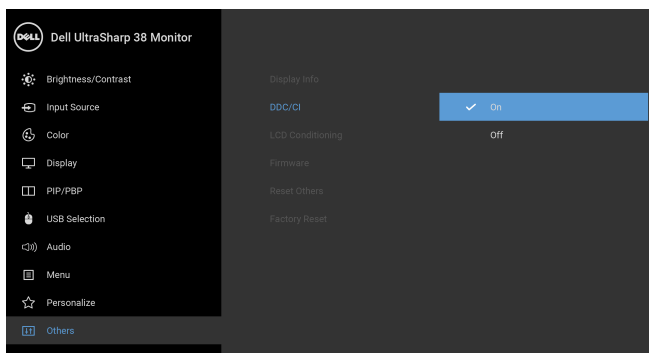 DELL Dell UltraSharp 38 Monitor
Brightness/Contrast
Display Info
Input Source
DDC/CI
On
Color
LCD Conditioning
Off
Display
Firmware
PIP/PBP
Reset Others
USB Selection
Factory Reset
Audio
Menu
Personalize
Others